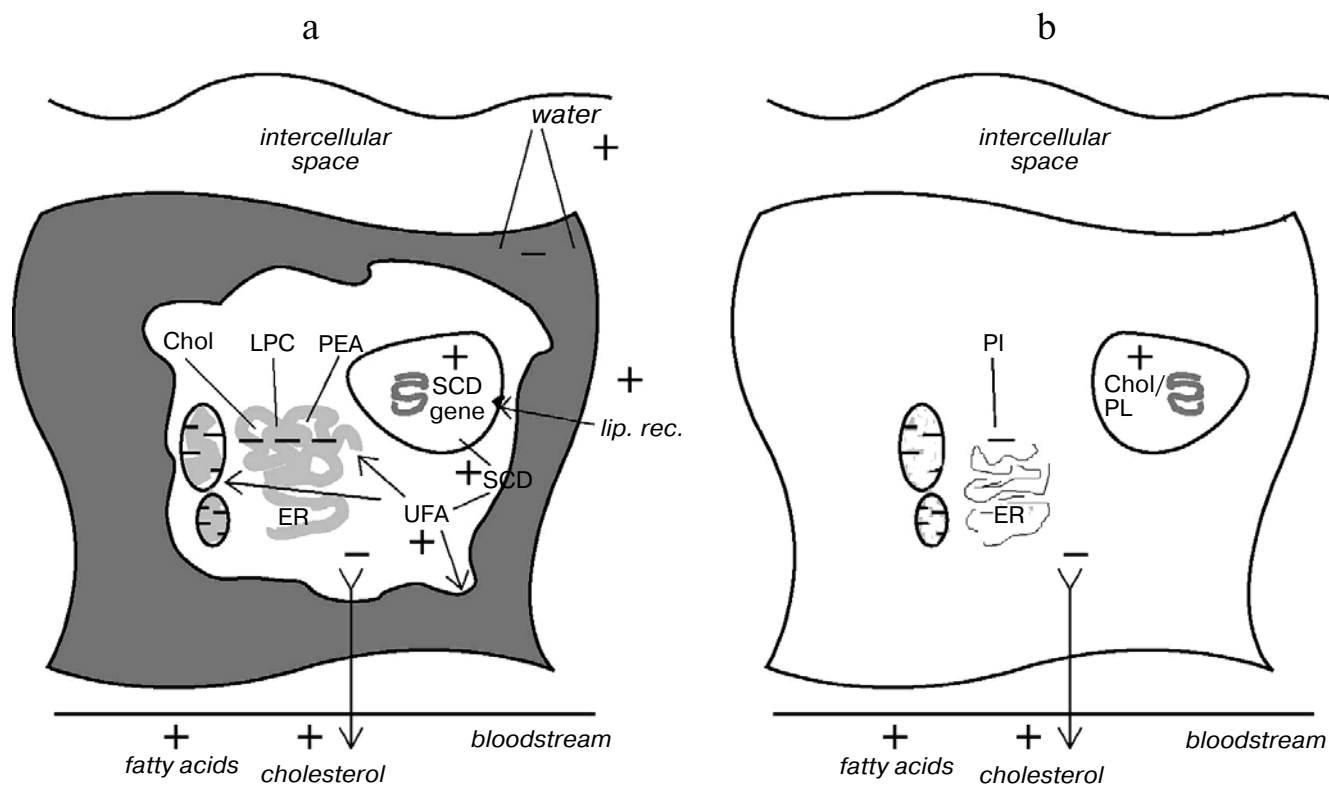 a
water
+
intercellular
space
−
Chol
LPC
PEA
+
SCD
gene
+
lip. rec.
− − −
+
SCD
ER
UFA
+
−
+
+
bloodstream
fatty acids
cholesterol
b
intercellular
space
PI
+
Chol/
PL
−
ER
−
+
+
bloodstream
fatty acids
cholesterol